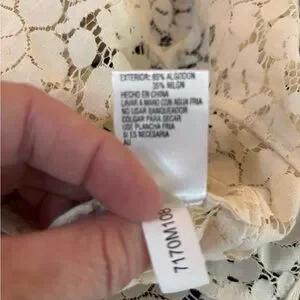 EXTERIOR: 65% ALGODON
35% NILON
HECHO EN CHINA
LAVAR A MANO CON AGUA FRIA
NO USAR BLANQUEADOR
COLGAR PARA SECAR
USE PLANCHA FRIA
SI ES NECESARIA
7170M108